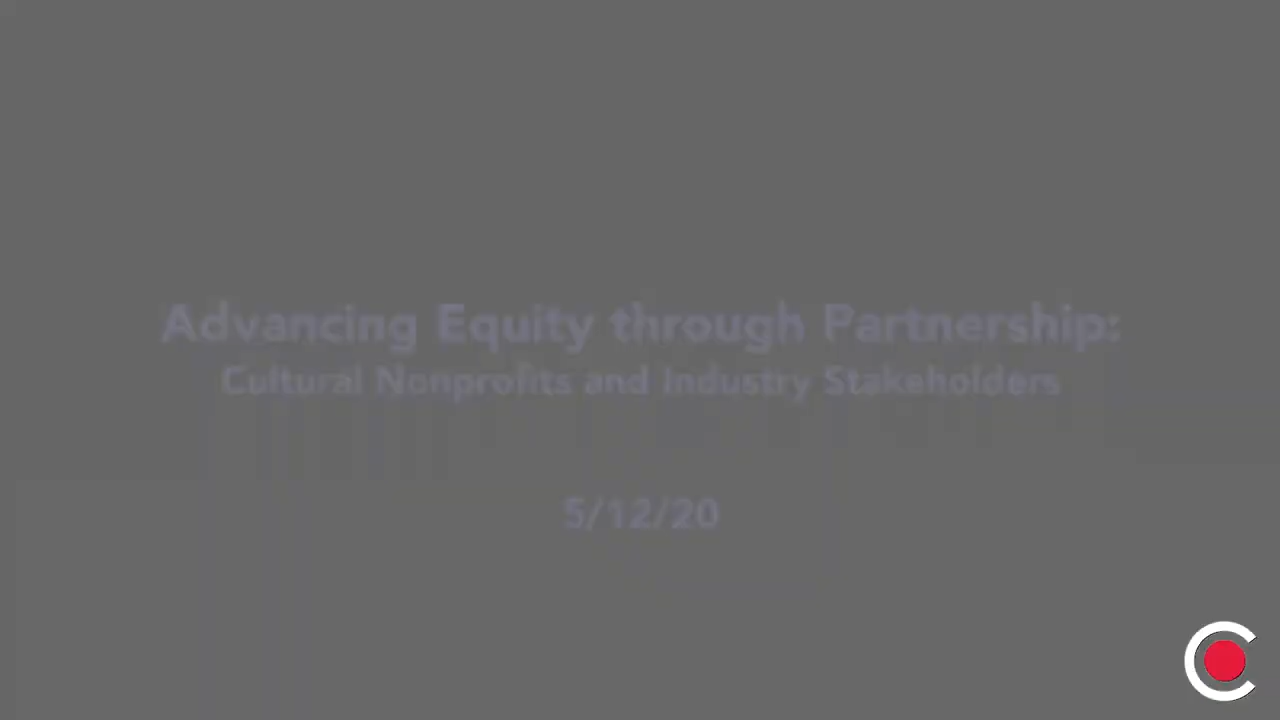 Advancing Equity through Partnership:
Cultural Nonprofits and Industry Stakeholders
5/12/20